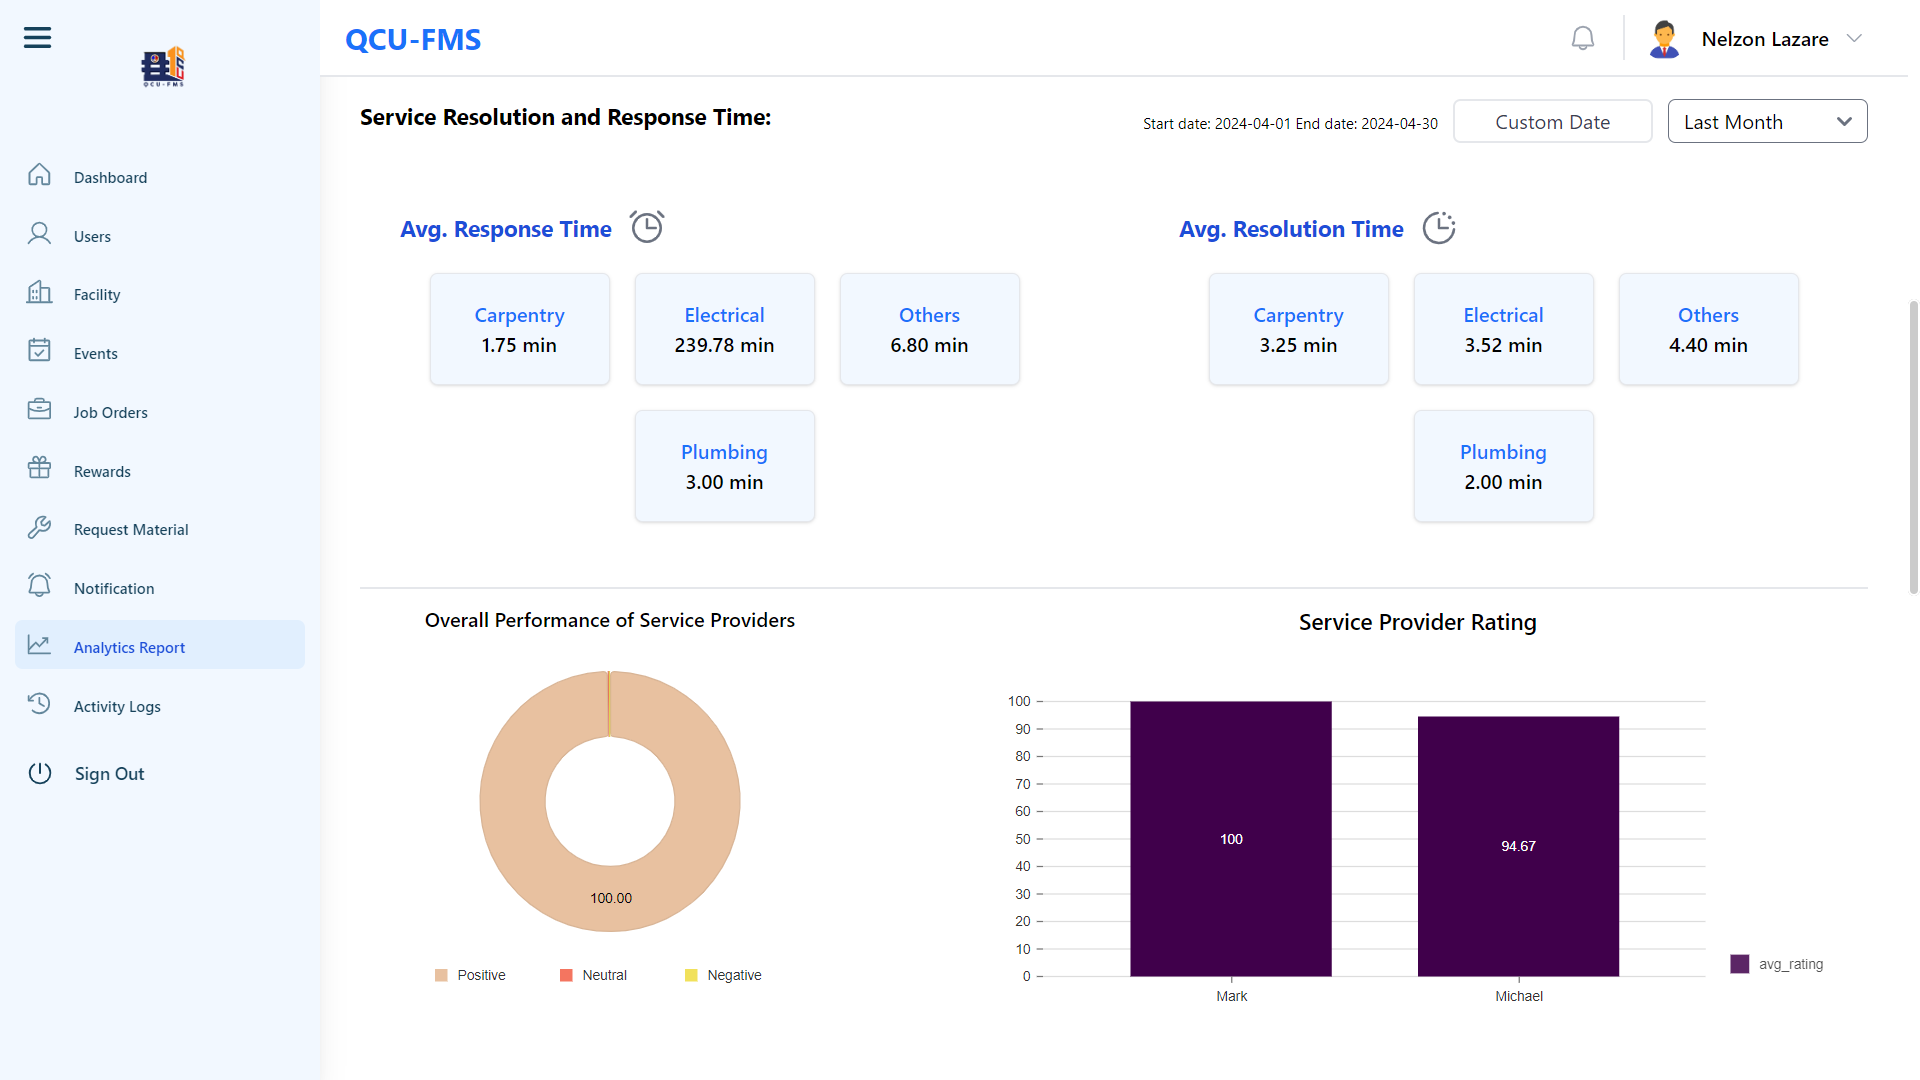 QCU-FMS
QCU-FMS
Nelzon Lazare
Dashboard
Users
Facility
Events
Job Orders
Rewards
Request Material
Notification
Analytics Report
Activity Logs
Sign Out
Service Resolution and Response Time:
Start date: 2024-04-01 End date: 2024-04-30
Custom Date
Last Month
Avg. Response Time
Carpentry
1.75 min
Electrical
239.78 min
Others
6.80 min
Plumbing
3.00 min
Avg. Resolution Time
Carpentry
3.25 min
Electrical
3.52 min
Others
4.40 min
Plumbing
2.00 min
Overall Performance of Service Providers
100.00
Positive
Neutral
Negative
Service Provider Rating
100
90
80
70
60
50
40
30
20
10
0
100
94.67
Mark
Michael
avg_rating